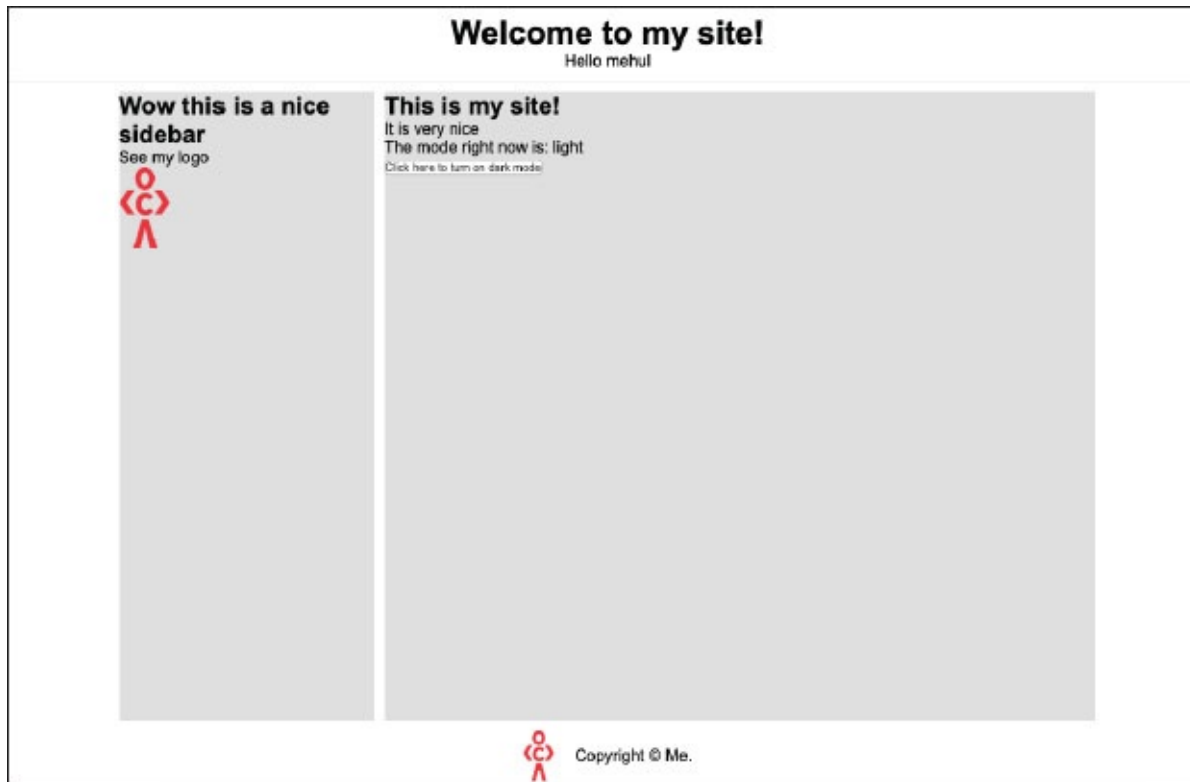 Welcome to my site!
Hello mehul
Wow this is a nice
sidebar
See my logo
This is my site!
It is very nice
The mode right now is: light
Click here to turn on dark mode
Copyright © Me.